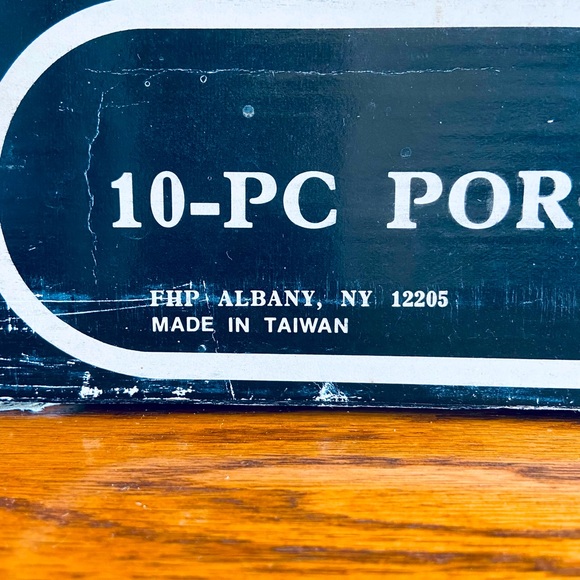 10-PC POR
FHP ALBANY, NY 12205
MADE IN TAIWAN